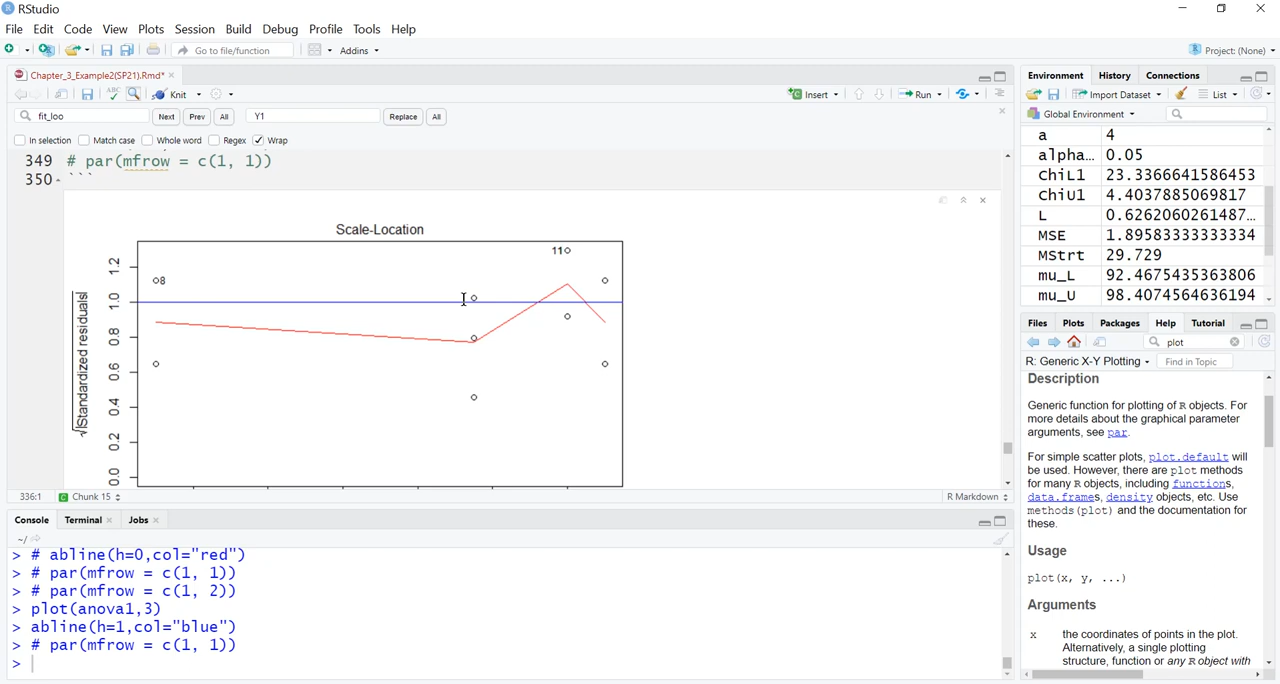 RStudio
File Edit Code View Plots Session Build Debug Profile Tools Help
Go to file/function Addins Project: (None)
Chapter_3_Example2(SP21).Rmd*
Knit Insert Run
fit_loo Next Prev All Y1 Replace All
In selection Match case Whole word Regex Wrap
349 # par(mfrow = c(1, 1))
350 ```
Scale-Location
√|Standardized residuals|
1.2
1.0
0.8
0.6
0.4
0.2
0.0
8
11
336:1 Chunk 15 R Markdown
Console Terminal Jobs
~/
> # abline(h=0,col="red")
> # par(mfrow = c(1, 1))
> # par(mfrow = c(1, 2))
> plot(anova1,3)
> abline(h=1,col="blue")
> # par(mfrow = c(1, 1))
>
Environment History Connections
Import Dataset List
Global Environment
a 4
alpha… 0.05
ChiL1 23.3366641586453
ChiU1 4.4037885069817
L 0.6262060261487…
MSE 1.89583333333334
MStrt 29.729
mu_L 92.4675435363806
mu_U 98.4074564636194
Files Plots Packages Help Tutorial
plot
R: Generic X-Y Plotting Find in Topic
Description
Generic function for plotting of R objects. For
more details about the graphical parameter
arguments, see par.
For simple scatter plots, plot.default will
be used. However, there are plot methods
for many R objects, including functions,
data.frames, density objects, etc. Use
methods(plot) and the documentation for
these.
Usage
plot(x, y, ...)
Arguments
x the coordinates of points in the plot.
Alternatively, a single plotting
structure, function or any R object with